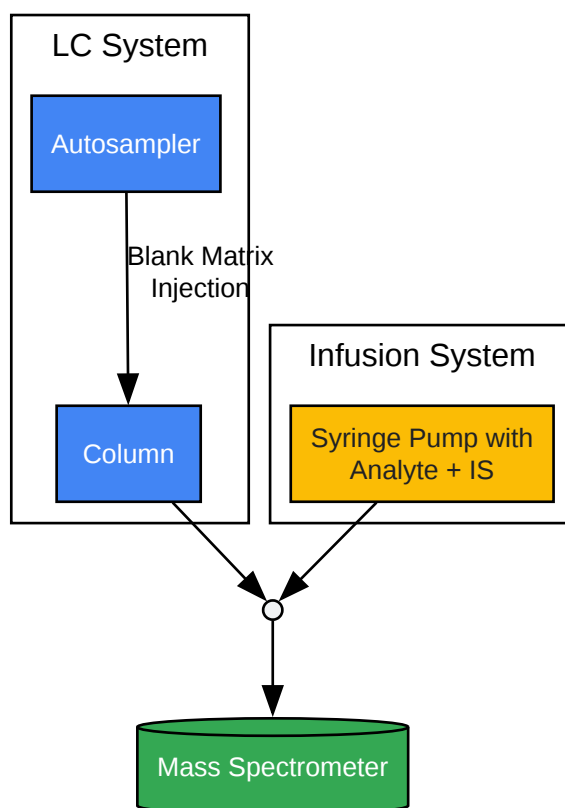 LC System
Autosampler
Blank Matrix
Injection
Infusion System
Column
Syringe Pump with
Analyte + IS
Mass Spectrometer